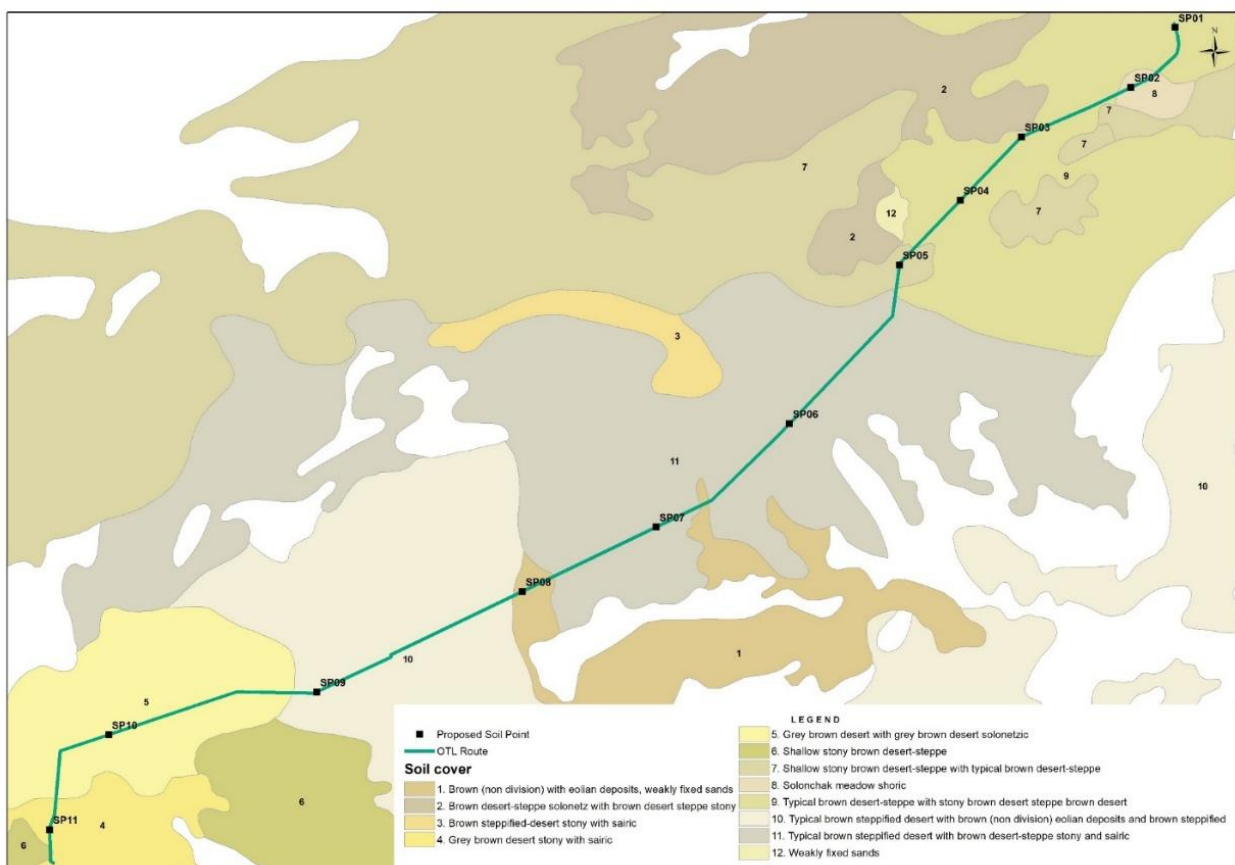 SP01
N
SP02
8
2
7
SP03
7
7
9
SP04
7
12
2
SP05
3
SP06
11
10
SP07
SP08
10
1
SP09
5
SP10
6
SP11
4
6
LEGEND
Proposed Soil Point
OTL Route
Soil cover
1. Brown (non division) with eolian deposits, weakly fixed sands
2. Brown desert-steppe solonetz with brown desert steppe stony
3. Brown steppified-desert stony with sairic
4. Grey brown desert stony with sairic
5. Grey brown desert with grey brown desert solonetzic
6. Shallow stony brown desert-steppe
7. Shallow stony brown desert-steppe with typical brown desert-steppe
8. Solonchak meadow shoric
9. Typical brown desert-steppe with stony brown desert steppe brown desert
10. Typical brown steppified desert with brown (non division) eolian deposits and brown steppified
11. Typical brown steppified desert with brown desert-steppe stony and sairic
12. Weakly fixed sands